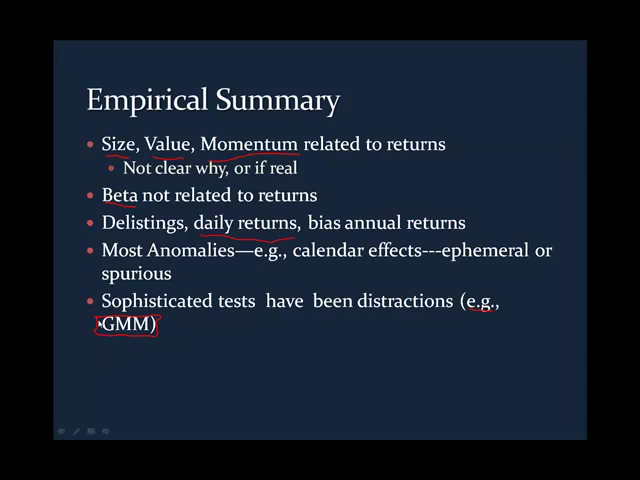 Empirical Summary
Size, Value, Momentum related to returns
Not clear why, or if real
Beta not related to returns
Delistings, daily returns, bias annual returns
Most Anomalies—e.g., calendar effects---ephemeral or
spurious
Sophisticated tests have been distractions (e.g.,
GMM)